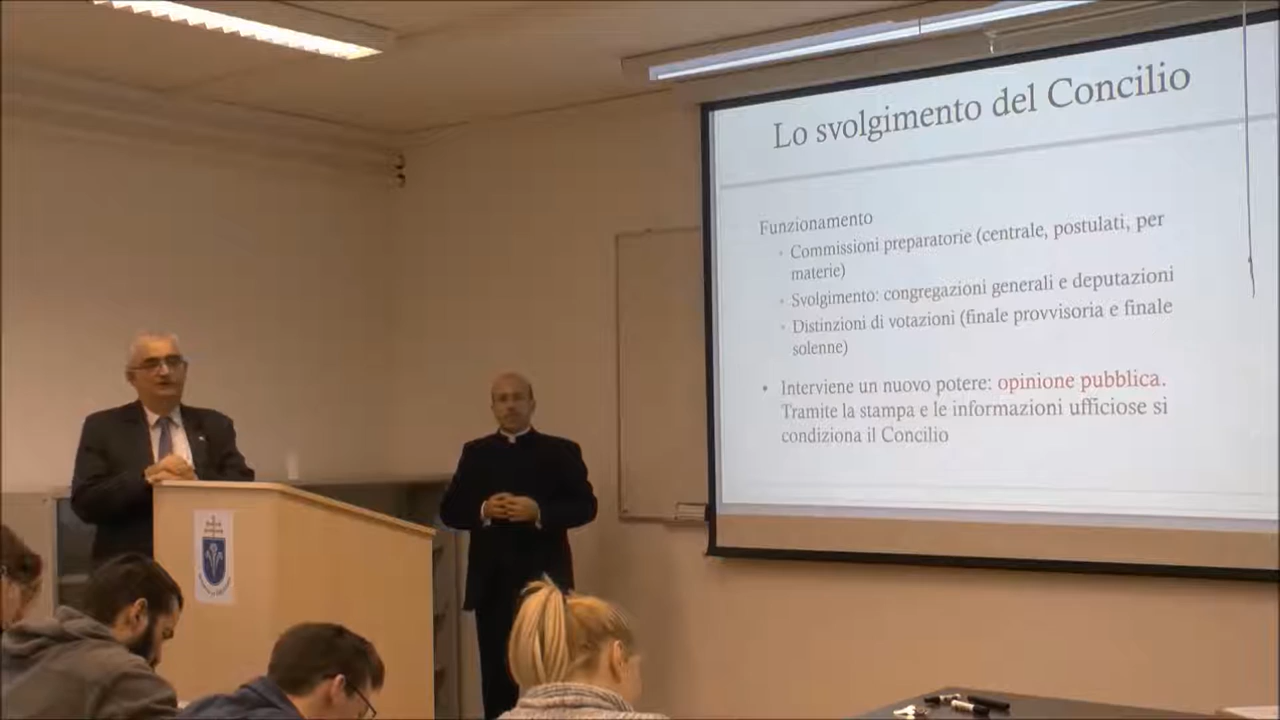 Lo svolgimento del Concilio
Funzionamento
◦ Commissioni preparatorie (centrale, postulati, per
materie)
◦ Svolgimento: congregazioni generali e deputazioni
◦ Distinzioni di votazioni (finale provvisoria e finale
solenne)
• Interviene un nuovo potere: opinione pubblica.
Tramite la stampa e le informazioni ufficiose si
condiziona il Concilio